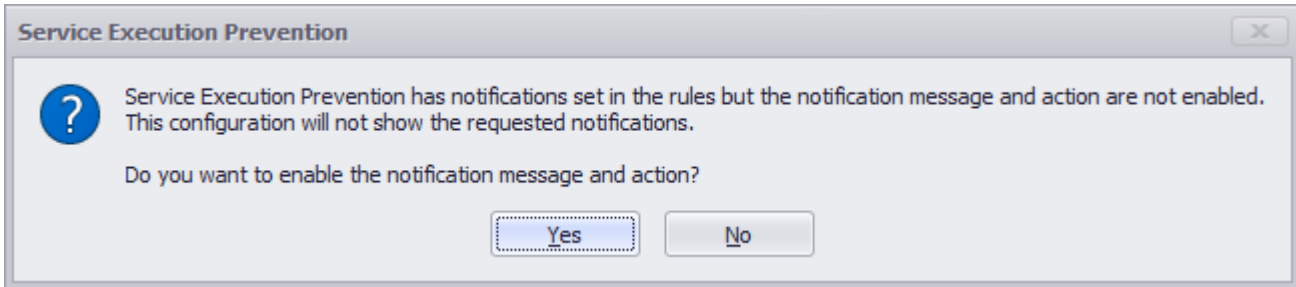 Service Execution Prevention
Service Execution Prevention has notifications set in the rules but the notification message and action are not enabled.
This configuration will not show the requested notifications.
Do you want to enable the notification message and action?
Yes
No